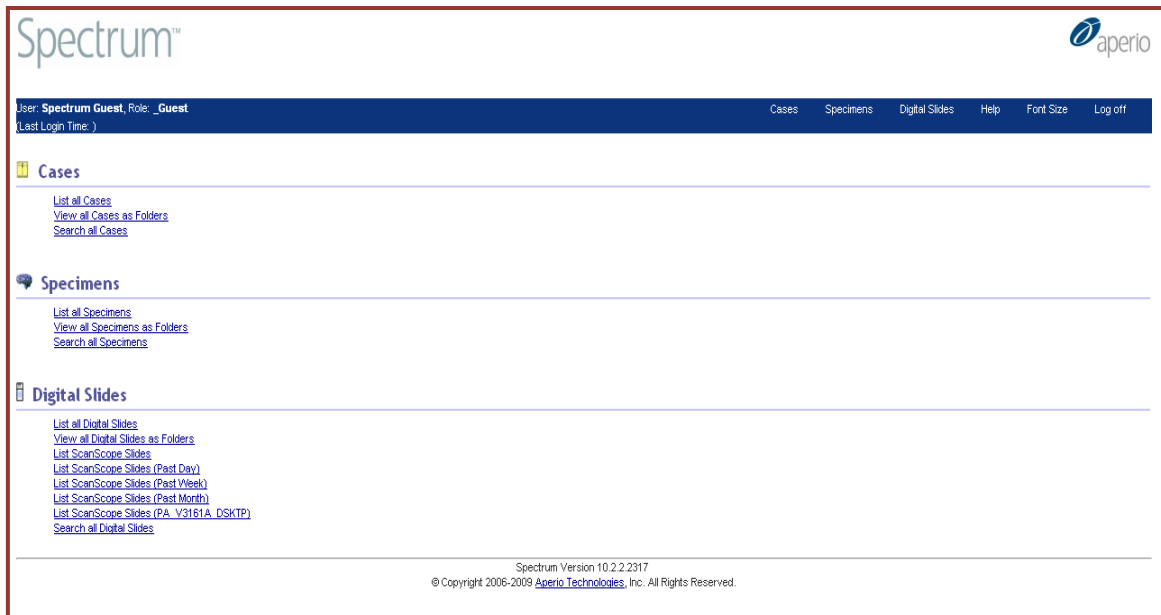 Spectrum™
aperio
User: Spectrum Guest, Role: _Guest
Cases Specimens Digital Slides Help Font Size Log off
(Last Login Time: )
Cases
List all Cases
View all Cases as Folders
Search all Cases
Specimens
List all Specimens
View all Specimens as Folders
Search all Specimens
Digital Slides
List all Digital Slides
View all Digital Slides as Folders
List ScanScope Slides
List ScanScope Slides (Past Day)
List ScanScope Slides (Past Week)
List ScanScope Slides (Past Month)
List ScanScope Slides (PA_V3161A_DSKTP)
Search all Digital Slides
Spectrum Version 10.2.2.2317
© Copyright 2006-2009 Aperio Technologies, Inc. All Rights Reserved.